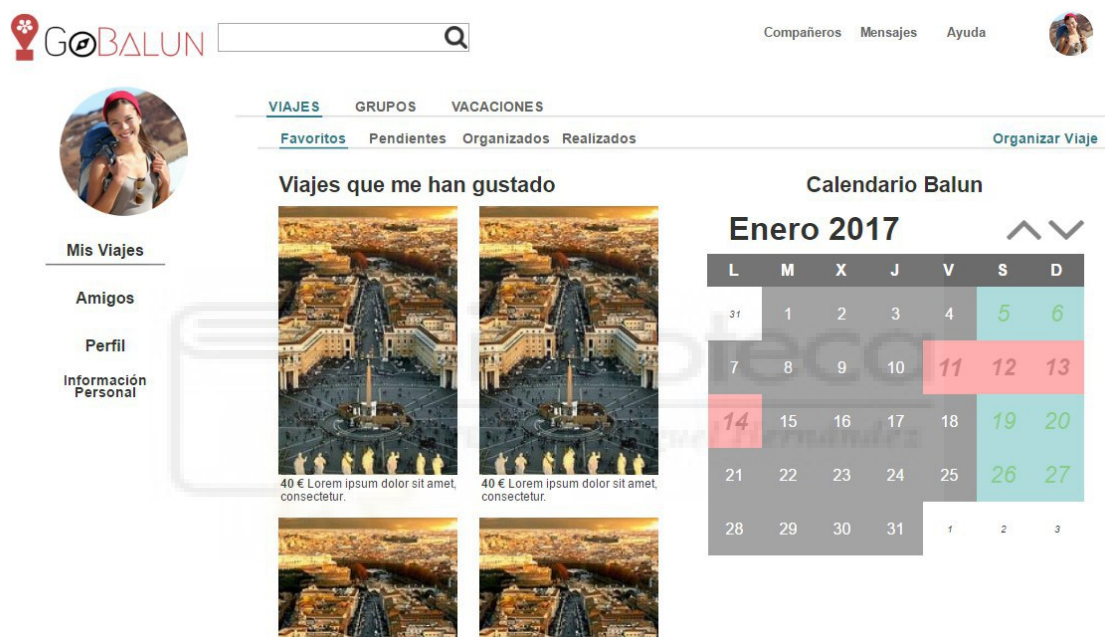 GOBALUN
Compañeros Mensajes Ayuda
VIAJES GRUPOS VACACIONES
Favoritos Pendientes Organizados Realizados
Organizar Viaje
Mis Viajes
Amigos
Perfil
Información
Personal
Viajes que me han gustado
40 € Lorem ipsum dolor sit amet,
consectetur.
40 € Lorem ipsum dolor sit amet,
consectetur.
Calendario Balun
Enero 2017
L M X J V S D
31 1 2 3 4 5 6
7 8 9 10 11 12 13
14 15 16 17 18 19 20
21 22 23 24 25 26 27
28 29 30 31 1 2 3